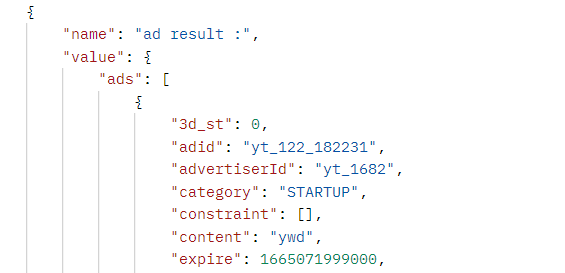 {
"name": "ad result :",
"value": {
"ads": [
{
"3d_st": 0,
"adid": "yt_122_182231",
"advertiserId": "yt_1682",
"category": "STARTUP",
"constraint": [],
"content": "ywd",
"expire": 1665071999000,